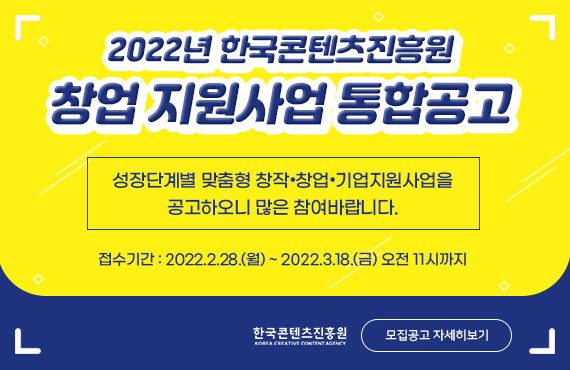 2022년 한국콘텐츠진흥원
창업 지원사업 통합공고
성장단계별 맞춤형 창작•창업•기업지원사업을
공고하오니 많은 참여바랍니다.
접수기간 : 2022.2.28.(월) ~ 2022.3.18.(금) 오전 11시까지
한국콘텐츠진흥원
KOREA CREATIVE CONTENT AGENCY
모집공고 자세히보기